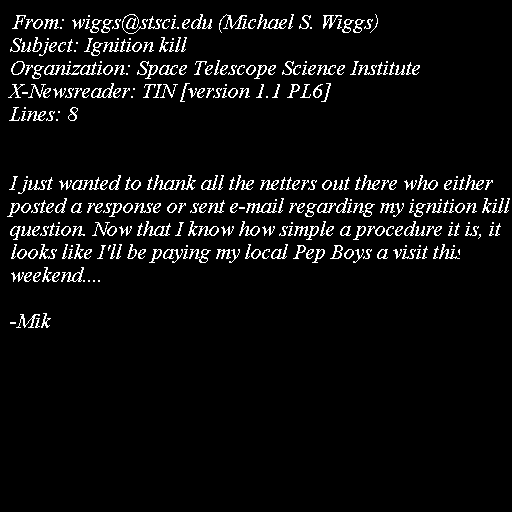 From: wiggs@stsci.edu (Michael S. Wiggs)
Subject: Ignition kill
Organization: Space Telescope Science Institute
X-Newsreader: TIN [version 1.1 PL6]
Lines: 8
I just wanted to thank all the netters out there who either
posted a response or sent e-mail regarding my ignition kill
question. Now that I know how simple a procedure it is, it
looks like I'll be paying my local Pep Boys a visit this
weekend....
-Mik